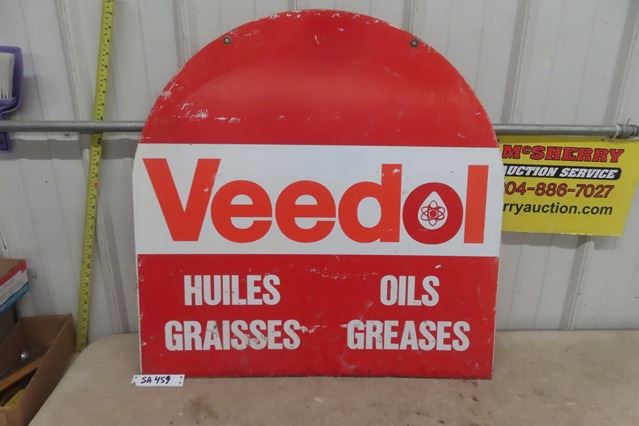 Veedol
HUILES OILS
GRAISSES GREASES
SA 459
McSHERRY
AUCTION SERVICE
04-886-7027
rryauction.com